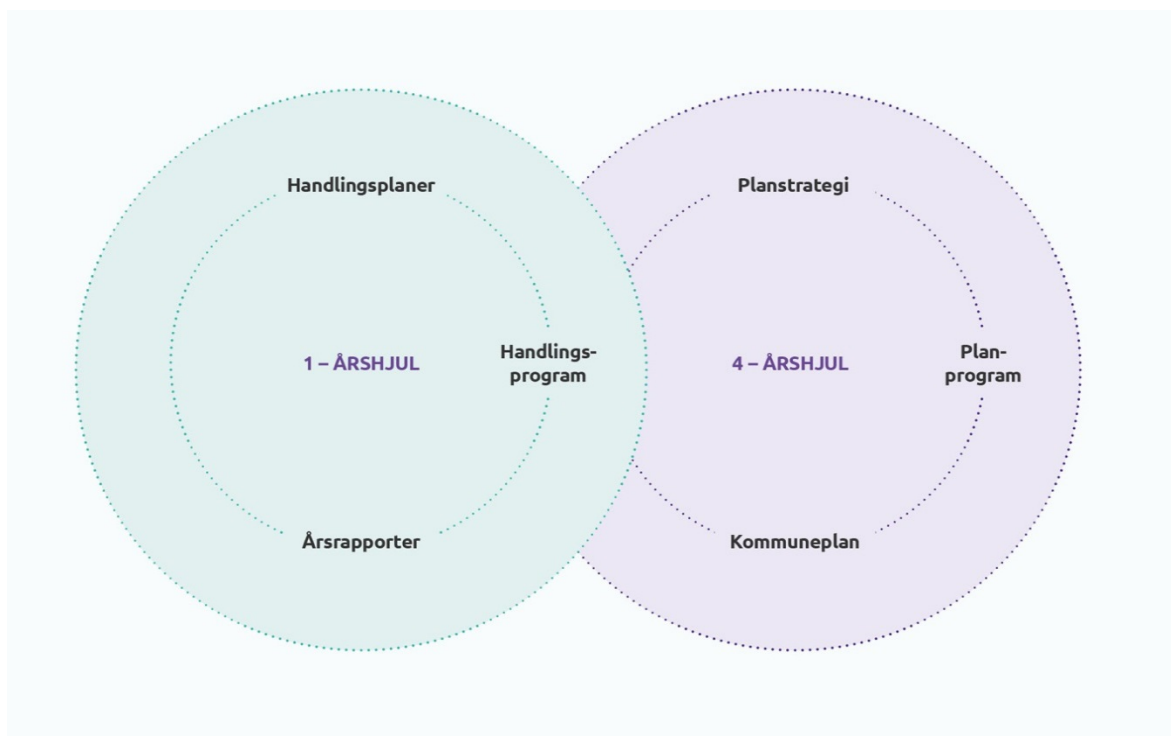 Handlingsplaner
Planstrategi
1 – ÅRSHJUL
Handlings-
program
4 – ÅRSHJUL
Plan-
program
Årsrapporter
Kommuneplan